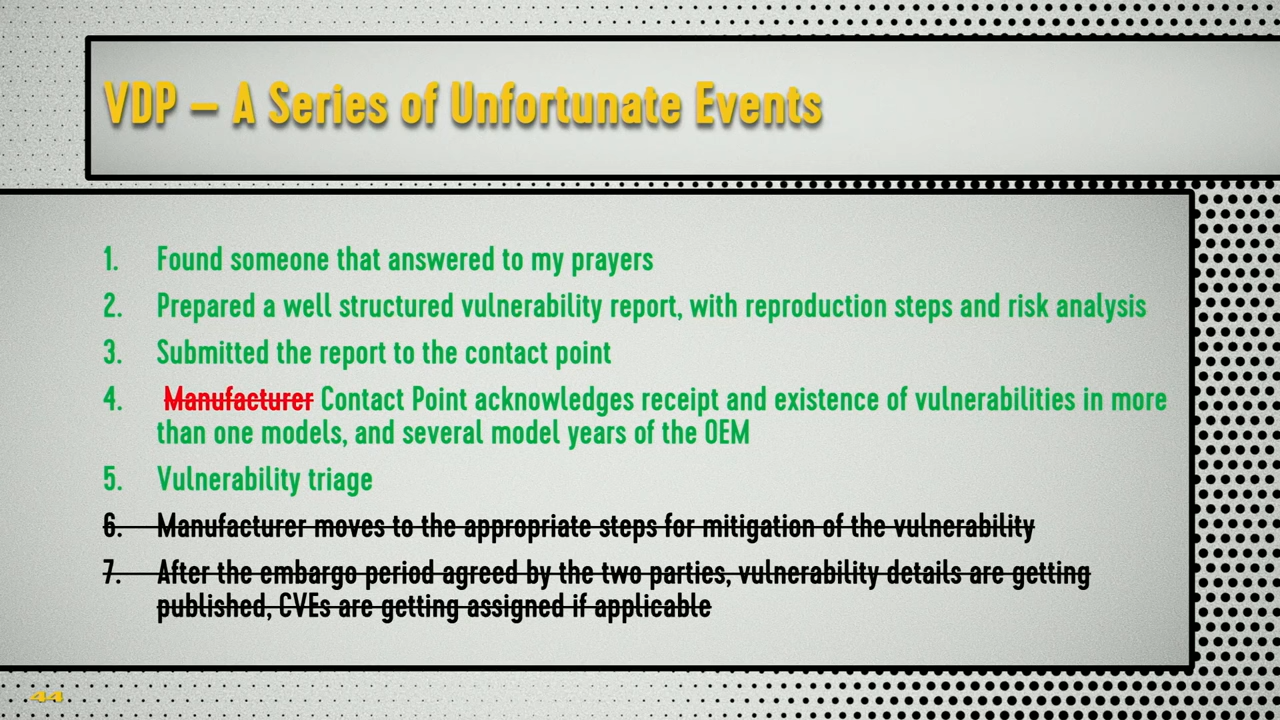 VDP – A Series of Unfortunate Events
1. Found someone that answered to my prayers
2. Prepared a well structured vulnerability report, with reproduction steps and risk analysis
3. Submitted the report to the contact point
4. Manufacturer Contact Point acknowledges receipt and existence of vulnerabilities in more
than one models, and several model years of the OEM
5. Vulnerability triage
6. Manufacturer moves to the appropriate steps for mitigation of the vulnerability
7. After the embargo period agreed by the two parties, vulnerability details are getting
published, CVEs are getting assigned if applicable
44